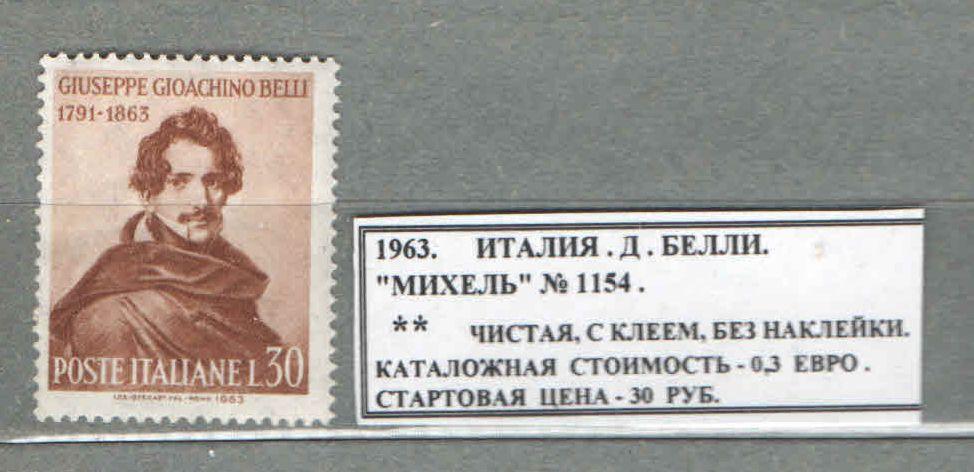 GIUSEPPE GIOACHINO BELLI
1791-1863
POSTE ITALIANE L.30
1963
1963. ИТАЛИЯ . Д . БЕЛЛИ.
"МИХЕЛЬ" № 1154 .
** ЧИСТАЯ, С КЛЕЕМ, БЕЗ НАКЛЕЙКИ.
КАТАЛОЖНАЯ СТОИМОСТЬ - 0,3 ЕВРО .
СТАРТОВАЯ ЦЕНА - 30 РУБ.